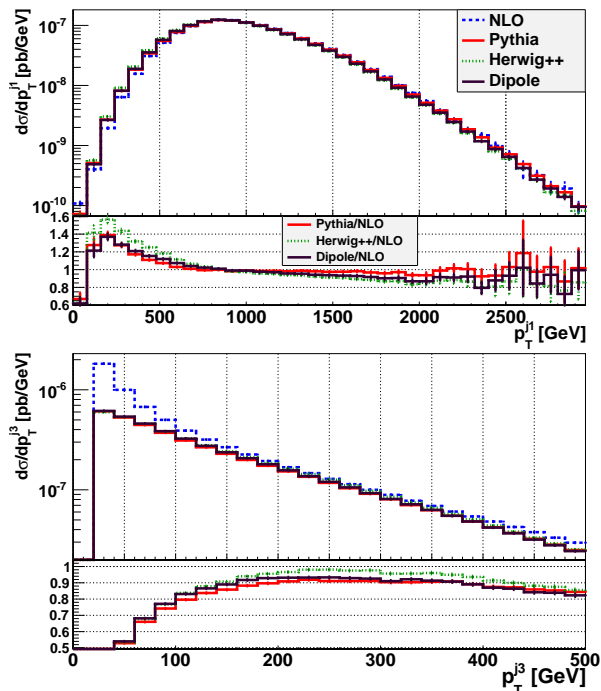 dσ/dp_T^j1 [pb/GeV]
10^-7
10^-8
10^-9
10^-10
NLO
Pythia
Herwig++
Dipole
1.6
1.4
1.2
1
0.8
0.6
Pythia/NLO
Herwig++/NLO
Dipole/NLO
0 500 1000 1500 2000 2500
p_T^j1 [GeV]
dσ/dp_T^j3 [pb/GeV]
10^-6
10^-7
1
0.9
0.8
0.7
0.6
0.5
0 100 200 300 400 500
p_T^j3 [GeV]